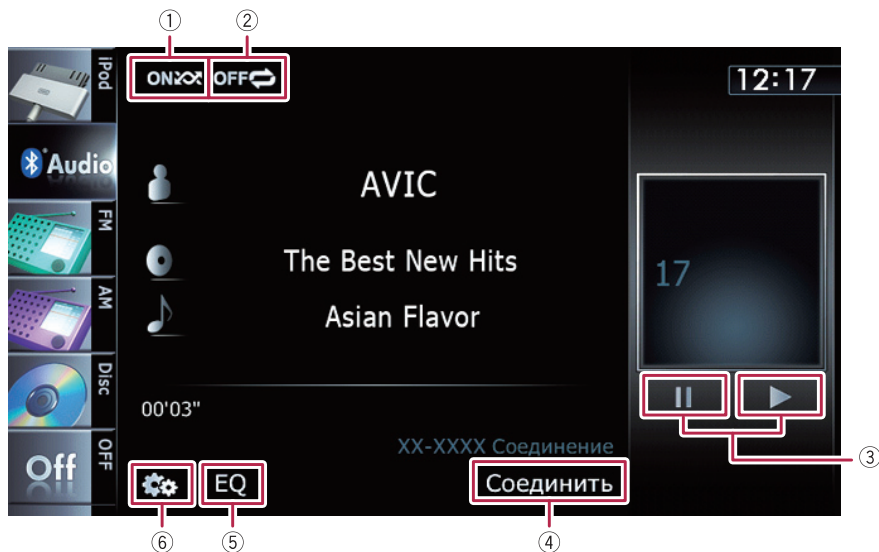 ① ②
iPod
ON OFF
12:17
Audio
AVIC
FM
The Best New Hits
17
AM
Asian Flavor
Disc
00'03"
③
XX-XXXX Соединение
Off OFF
EQ
Соединить
⑥ ⑤ ④